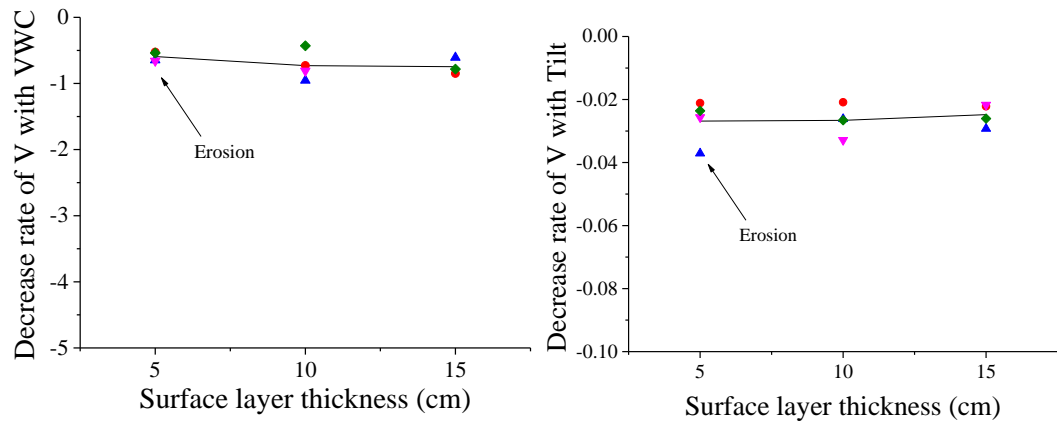 Decrease rate of V with VWC
0
-1
-2
-3
-4
-5
Erosion
5 10 15
Surface layer thickness (cm)
Decrease rate of V with Tilt
0.00
-0.02
-0.04
-0.06
-0.08
-0.10
Erosion
5 10 15
Surface layer thickness (cm)